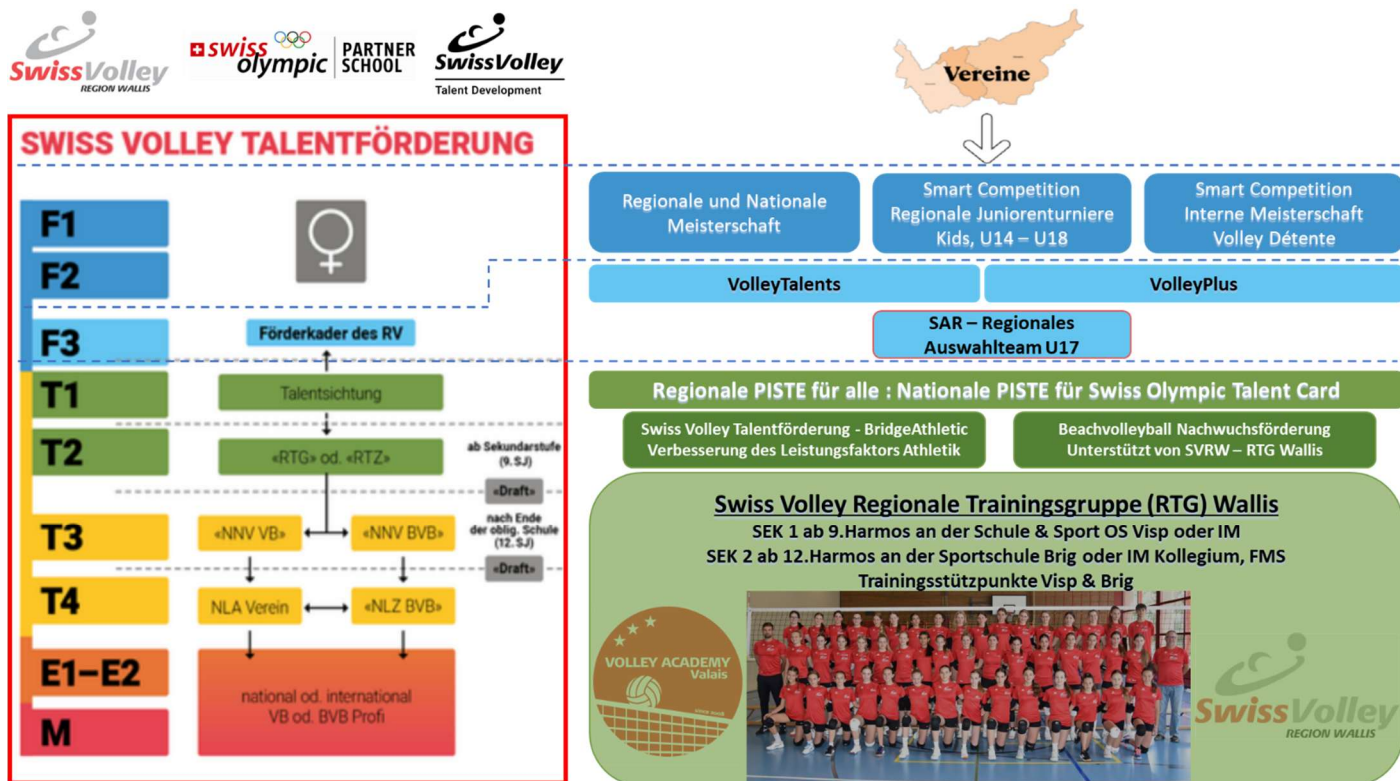 SwissVolley
REGION WALLIS
swiss olympic
PARTNER
SCHOOL
SwissVolley
Talent Development
Vereine
SWISS VOLLEY TALENTFÖRDERUNG
F1
F2
F3
Förderkader des RV
T1
Talentsichtung
T2
«RTG» od. «RTZ»
ab Sekundarstufe
(9. SJ)
«Draft»
T3
«NNV VB»
«NNV BVB»
nach Ende
der oblig. Schule
(12. SJ)
«Draft»
T4
NLA Verein
«NLZ BVB»
E1–E2
M
national od. international
VB od. BVB Profi
Regionale und Nationale
Meisterschaft
Smart Competition
Regionale Juniorenturniere
Kids, U14 – U18
Smart Competition
Interne Meisterschaft
Volley Détente
VolleyTalents
VolleyPlus
SAR – Regionales
Auswahlteam U17
Regionale PISTE für alle : Nationale PISTE für Swiss Olympic Talent Card
Swiss Volley Talentförderung - BridgeAthletic
Verbesserung des Leistungsfaktors Athletik
Beachvolleyball Nachwuchsförderung
Unterstützt von SVRW – RTG Wallis
Swiss Volley Regionale Trainingsgruppe (RTG) Wallis
SEK 1 ab 9.Harmos an der Schule & Sport OS Visp oder IM
SEK 2 ab 12.Harmos an der Sportschule Brig oder IM Kollegium, FMS
Trainingsstützpunkte Visp & Brig
VOLLEY ACADEMY
Valais
SwissVolley
REGION WALLIS